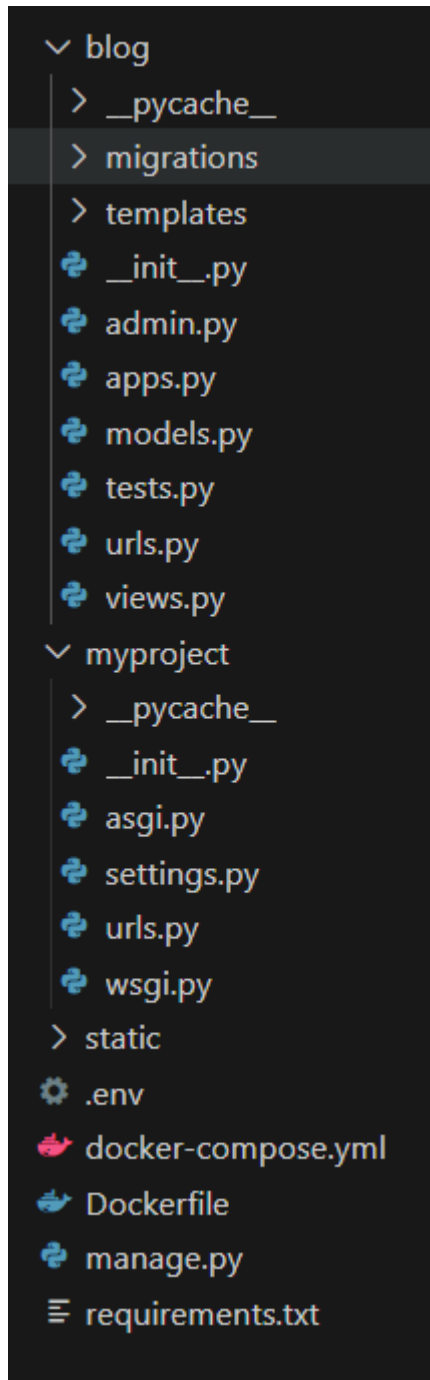 blog
__pycache__
migrations
templates
__init__.py
admin.py
apps.py
models.py
tests.py
urls.py
views.py
myproject
__pycache__
__init__.py
asgi.py
settings.py
urls.py
wsgi.py
static
.env
docker-compose.yml
Dockerfile
manage.py
requirements.txt